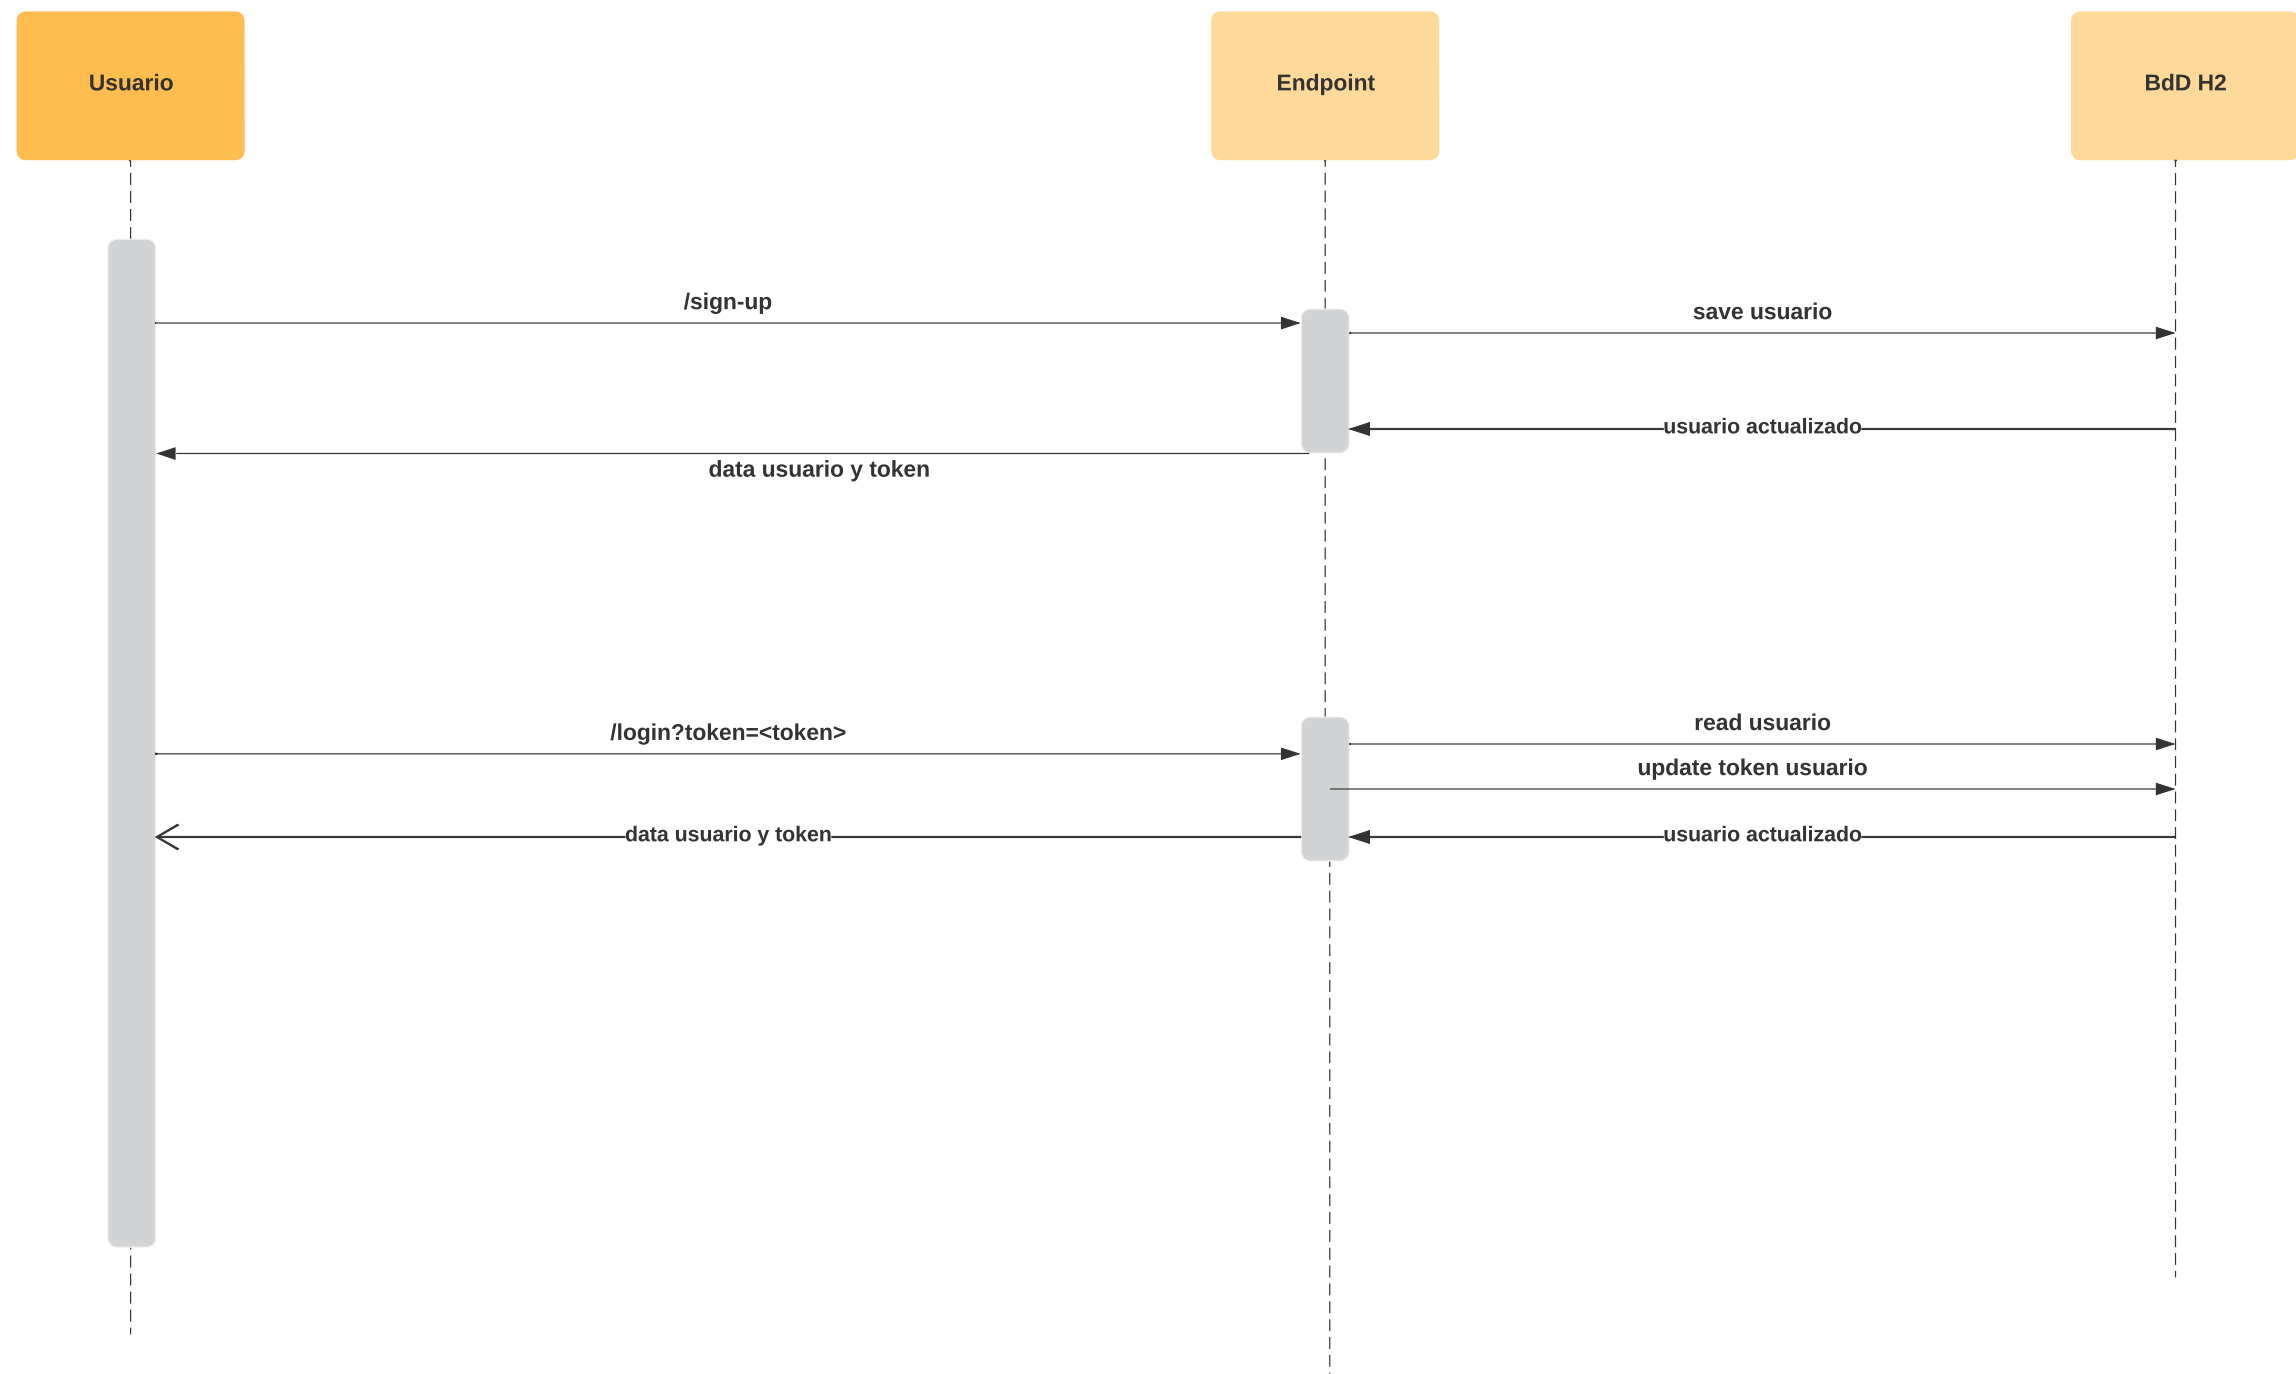 Usuario
Endpoint
BdD H2
/sign-up
save usuario
usuario actualizado
data usuario y token
/login?token=<token>
read usuario
update token usuario
data usuario y token
usuario actualizado